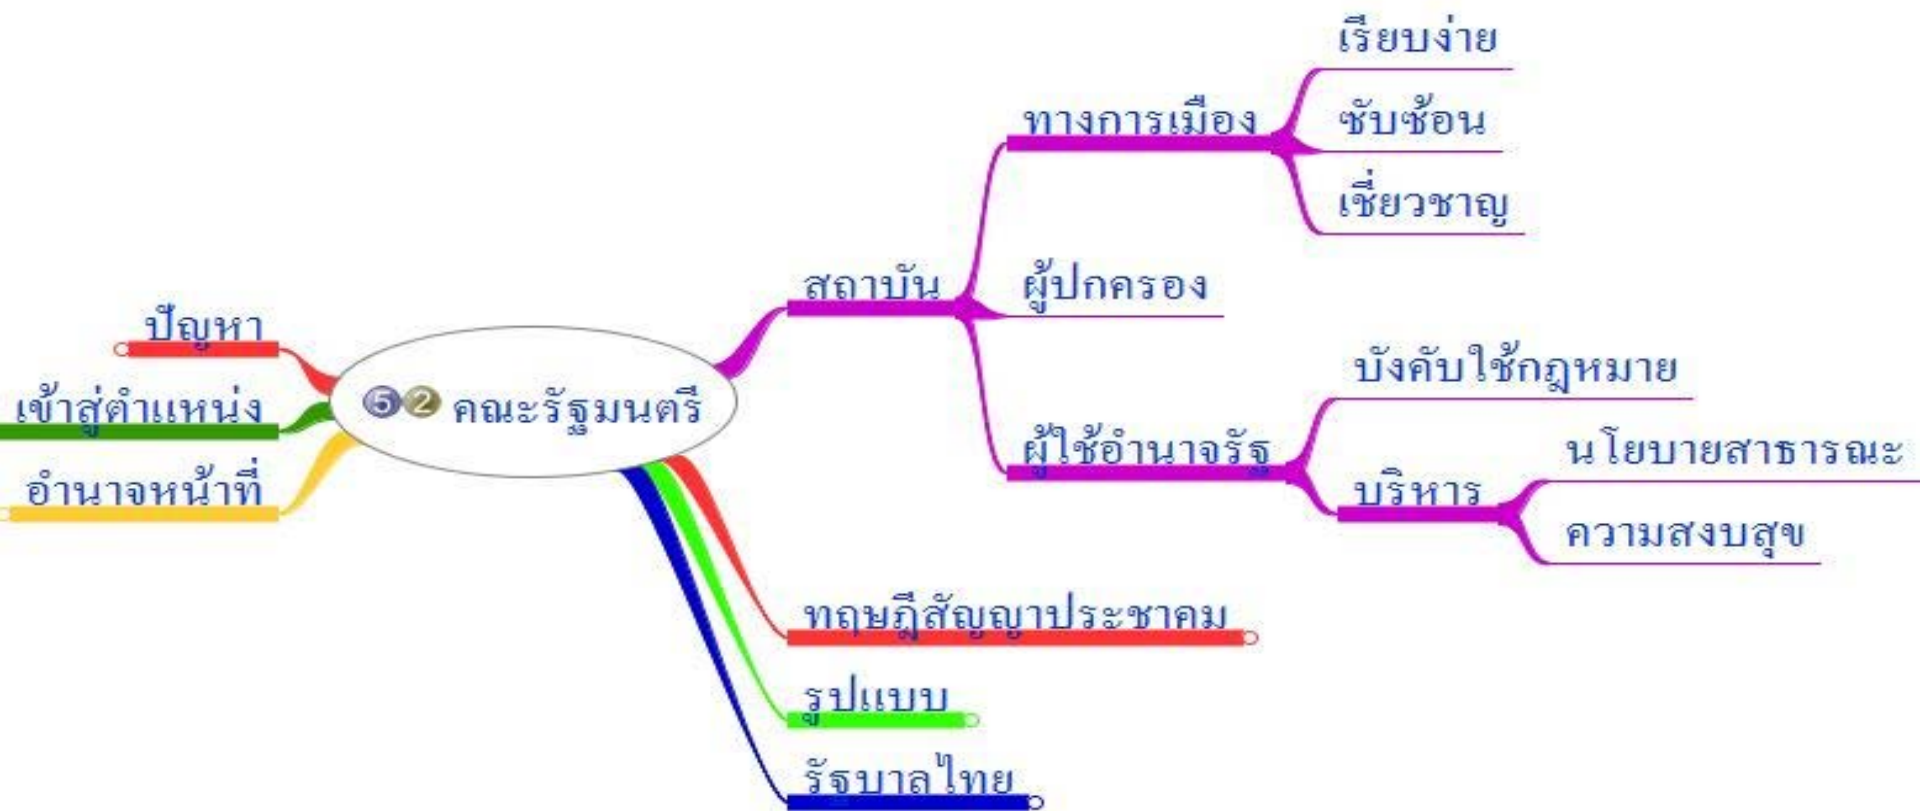 เรียบง่าย
ทางการเมือง
ซับซ้อน
เชี่ยวชาญ
สถาบัน
ผู้ปกครอง
ปัญหา
บังคับใช้กฎหมาย
เข้าสู่ตำแหน่ง
5 2 คณะรัฐมนตรี
ผู้ใช้อำนาจรัฐ
นโยบายสาธารณะ
อำนาจหน้าที่
บริหาร
ความสงบสุข
ทฤษฎีสัญญาประชาคม
รูปแบบ
รัฐบาลไทย